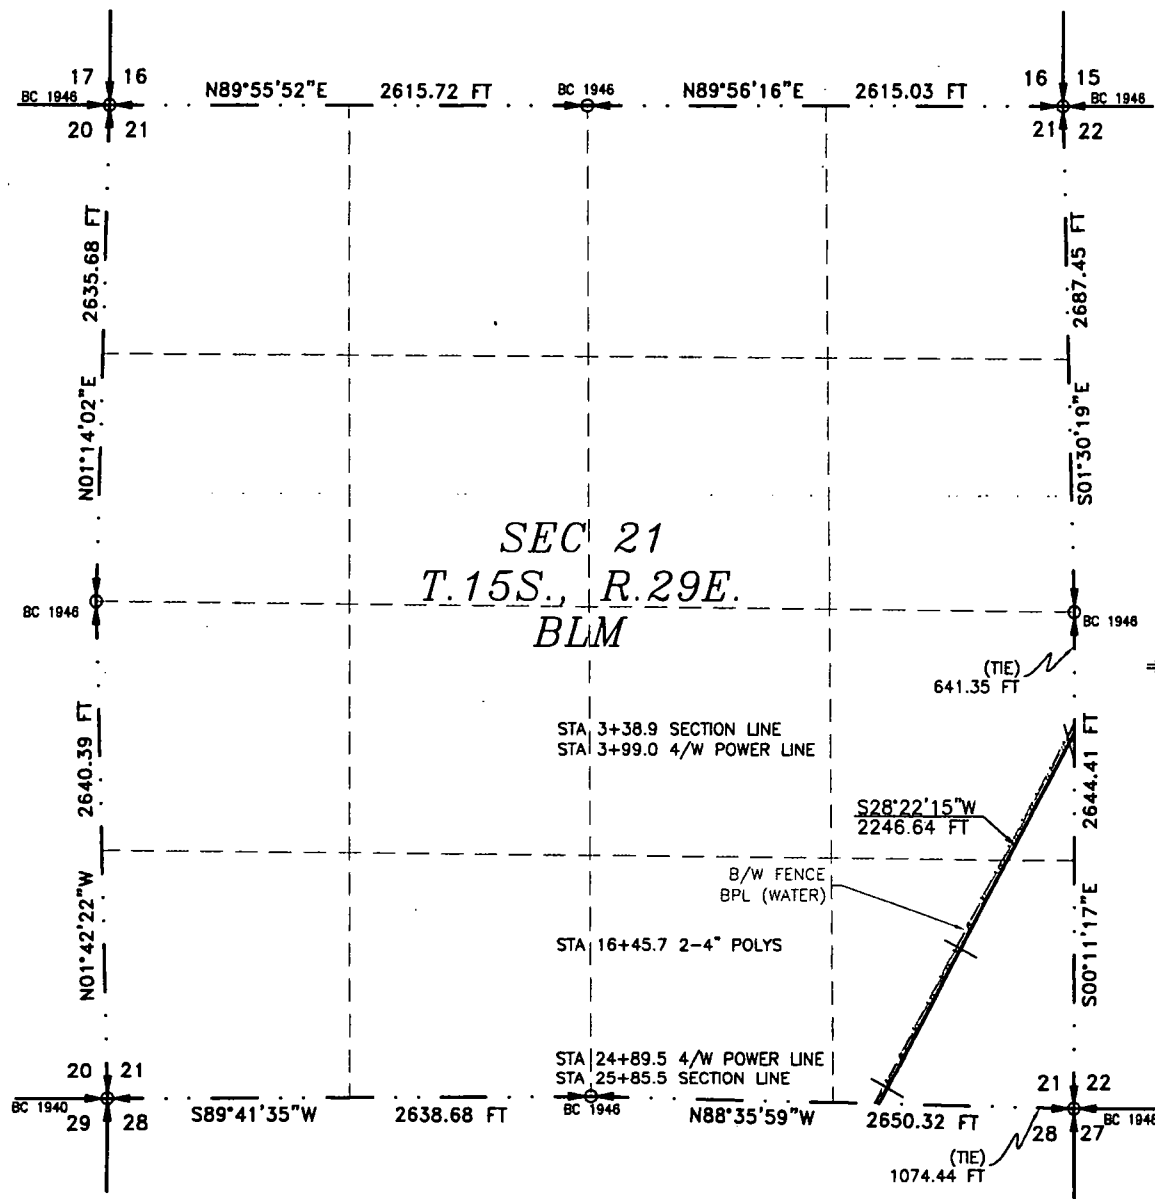 17 16
BC 1946
20 21
N89°55'52"E 2615.72 FT
BC 1946
N89°56'16"E 2615.03 FT
16 15
BC 1946
21 22
2635.68 FT
N01°14'02"E
2687.45 FT
S01°30'19"E
SEC 21
T.15S., R.29E.
BLM
BC 1946
BC 1946
(TIE)
641.35 FT
STA 3+38.9 SECTION LINE
STA 3+99.0 4/W POWER LINE
2640.39 FT
N01°42'22"W
2644.41 FT
S00°11'17"E
S28°22'15"W
2246.64 FT
B/W FENCE
BPL (WATER)
STA 16+45.7 2-4" POLYS
STA 24+89.5 4/W POWER LINE
STA 25+85.5 SECTION LINE
20 21
BC 1940
29 28
S89°41'35"W 2638.68 FT
BC 1946
N88°35'59"W 2650.32 FT
21 22
BC 1946
28 27
(TIE)
1074.44 FT